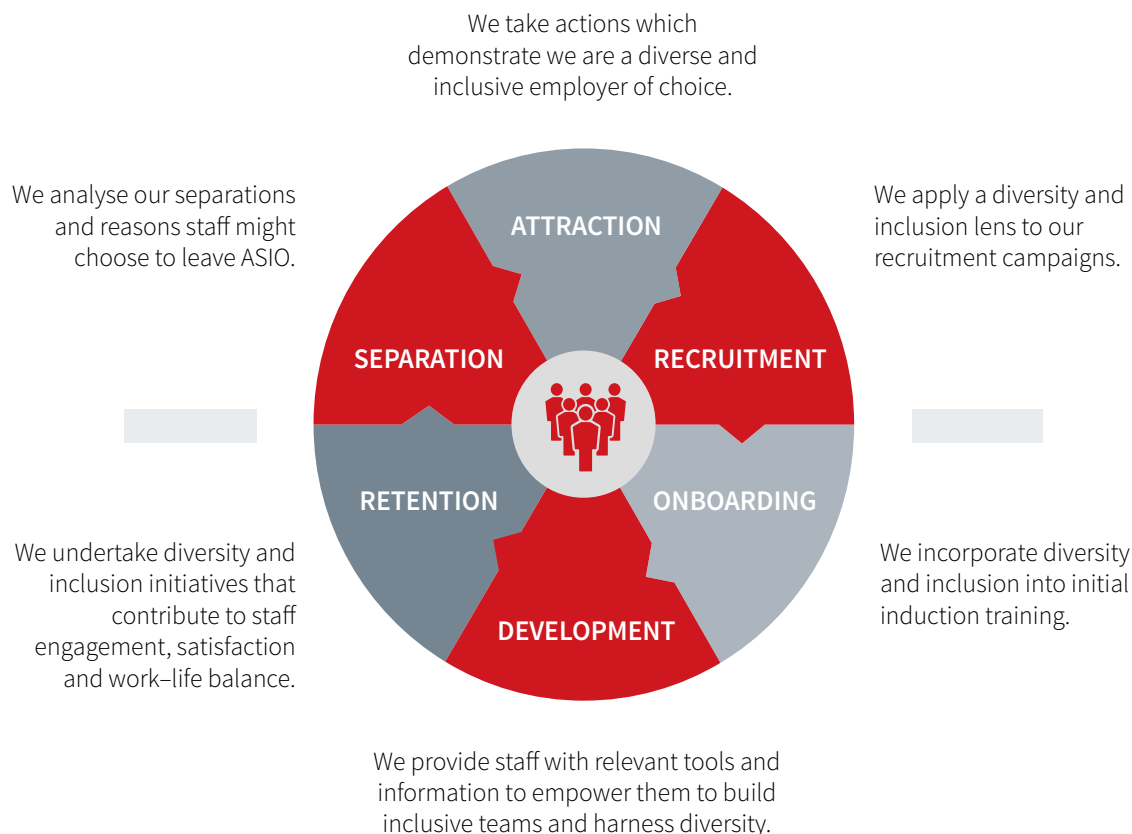 We take actions which
demonstrate we are a diverse and
inclusive employer of choice.
We analyse our separations
and reasons staff might
choose to leave ASIO.
We apply a diversity and
inclusion lens to our
recruitment campaigns.
ATTRACTION
SEPARATION
RECRUITMENT
RETENTION
ONBOARDING
DEVELOPMENT
We undertake diversity and
inclusion initiatives that
contribute to staff
engagement, satisfaction
and work–life balance.
We incorporate diversity
and inclusion into initial
induction training.
We provide staff with relevant tools and
information to empower them to build
inclusive teams and harness diversity.